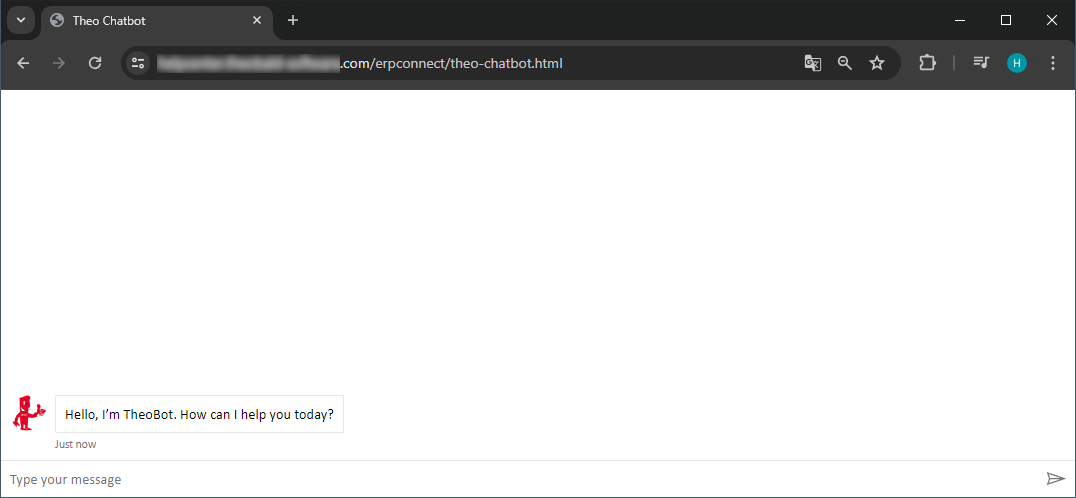 Theo Chatbot
.com/erpconnect/theo-chatbot.html
H
Hello, I'm TheoBot. How can I help you today?
Just now
Type your message